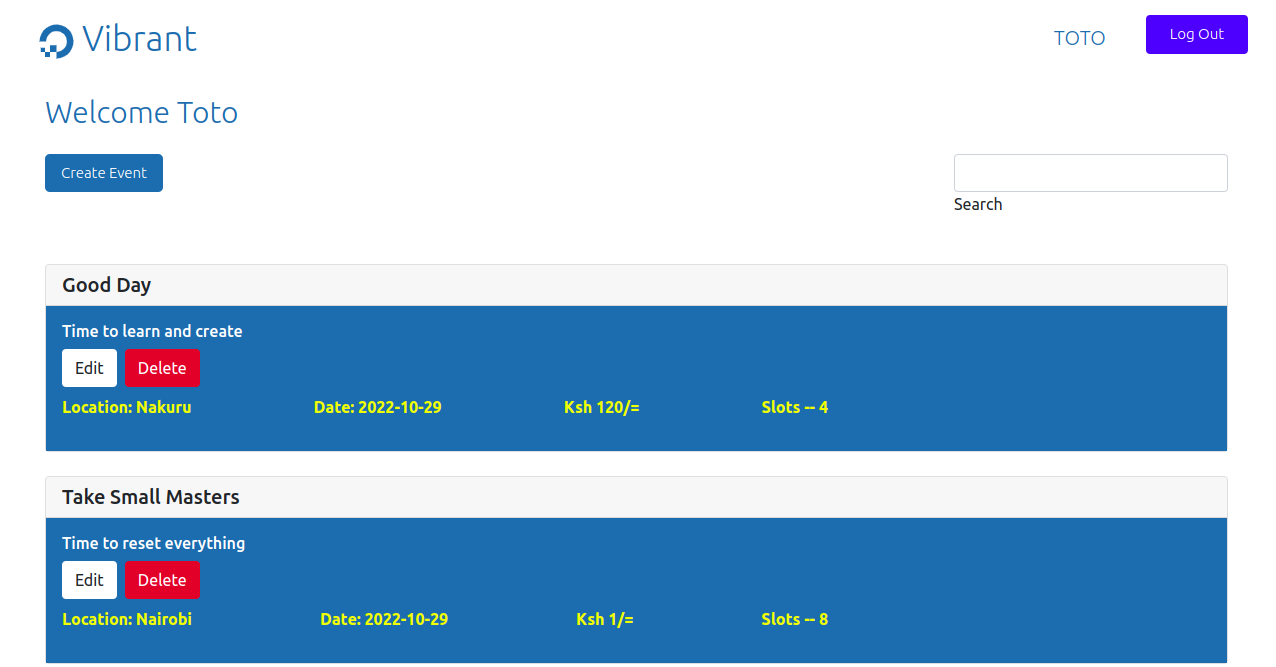 Vibrant
TOTO
Log Out
Welcome Toto
Create Event
Search
Good Day
Time to learn and create
Edit Delete
Location: Nakuru Date: 2022-10-29 Ksh 120/= Slots -- 4
Take Small Masters
Time to reset everything
Edit Delete
Location: Nairobi Date: 2022-10-29 Ksh 1/= Slots -- 8